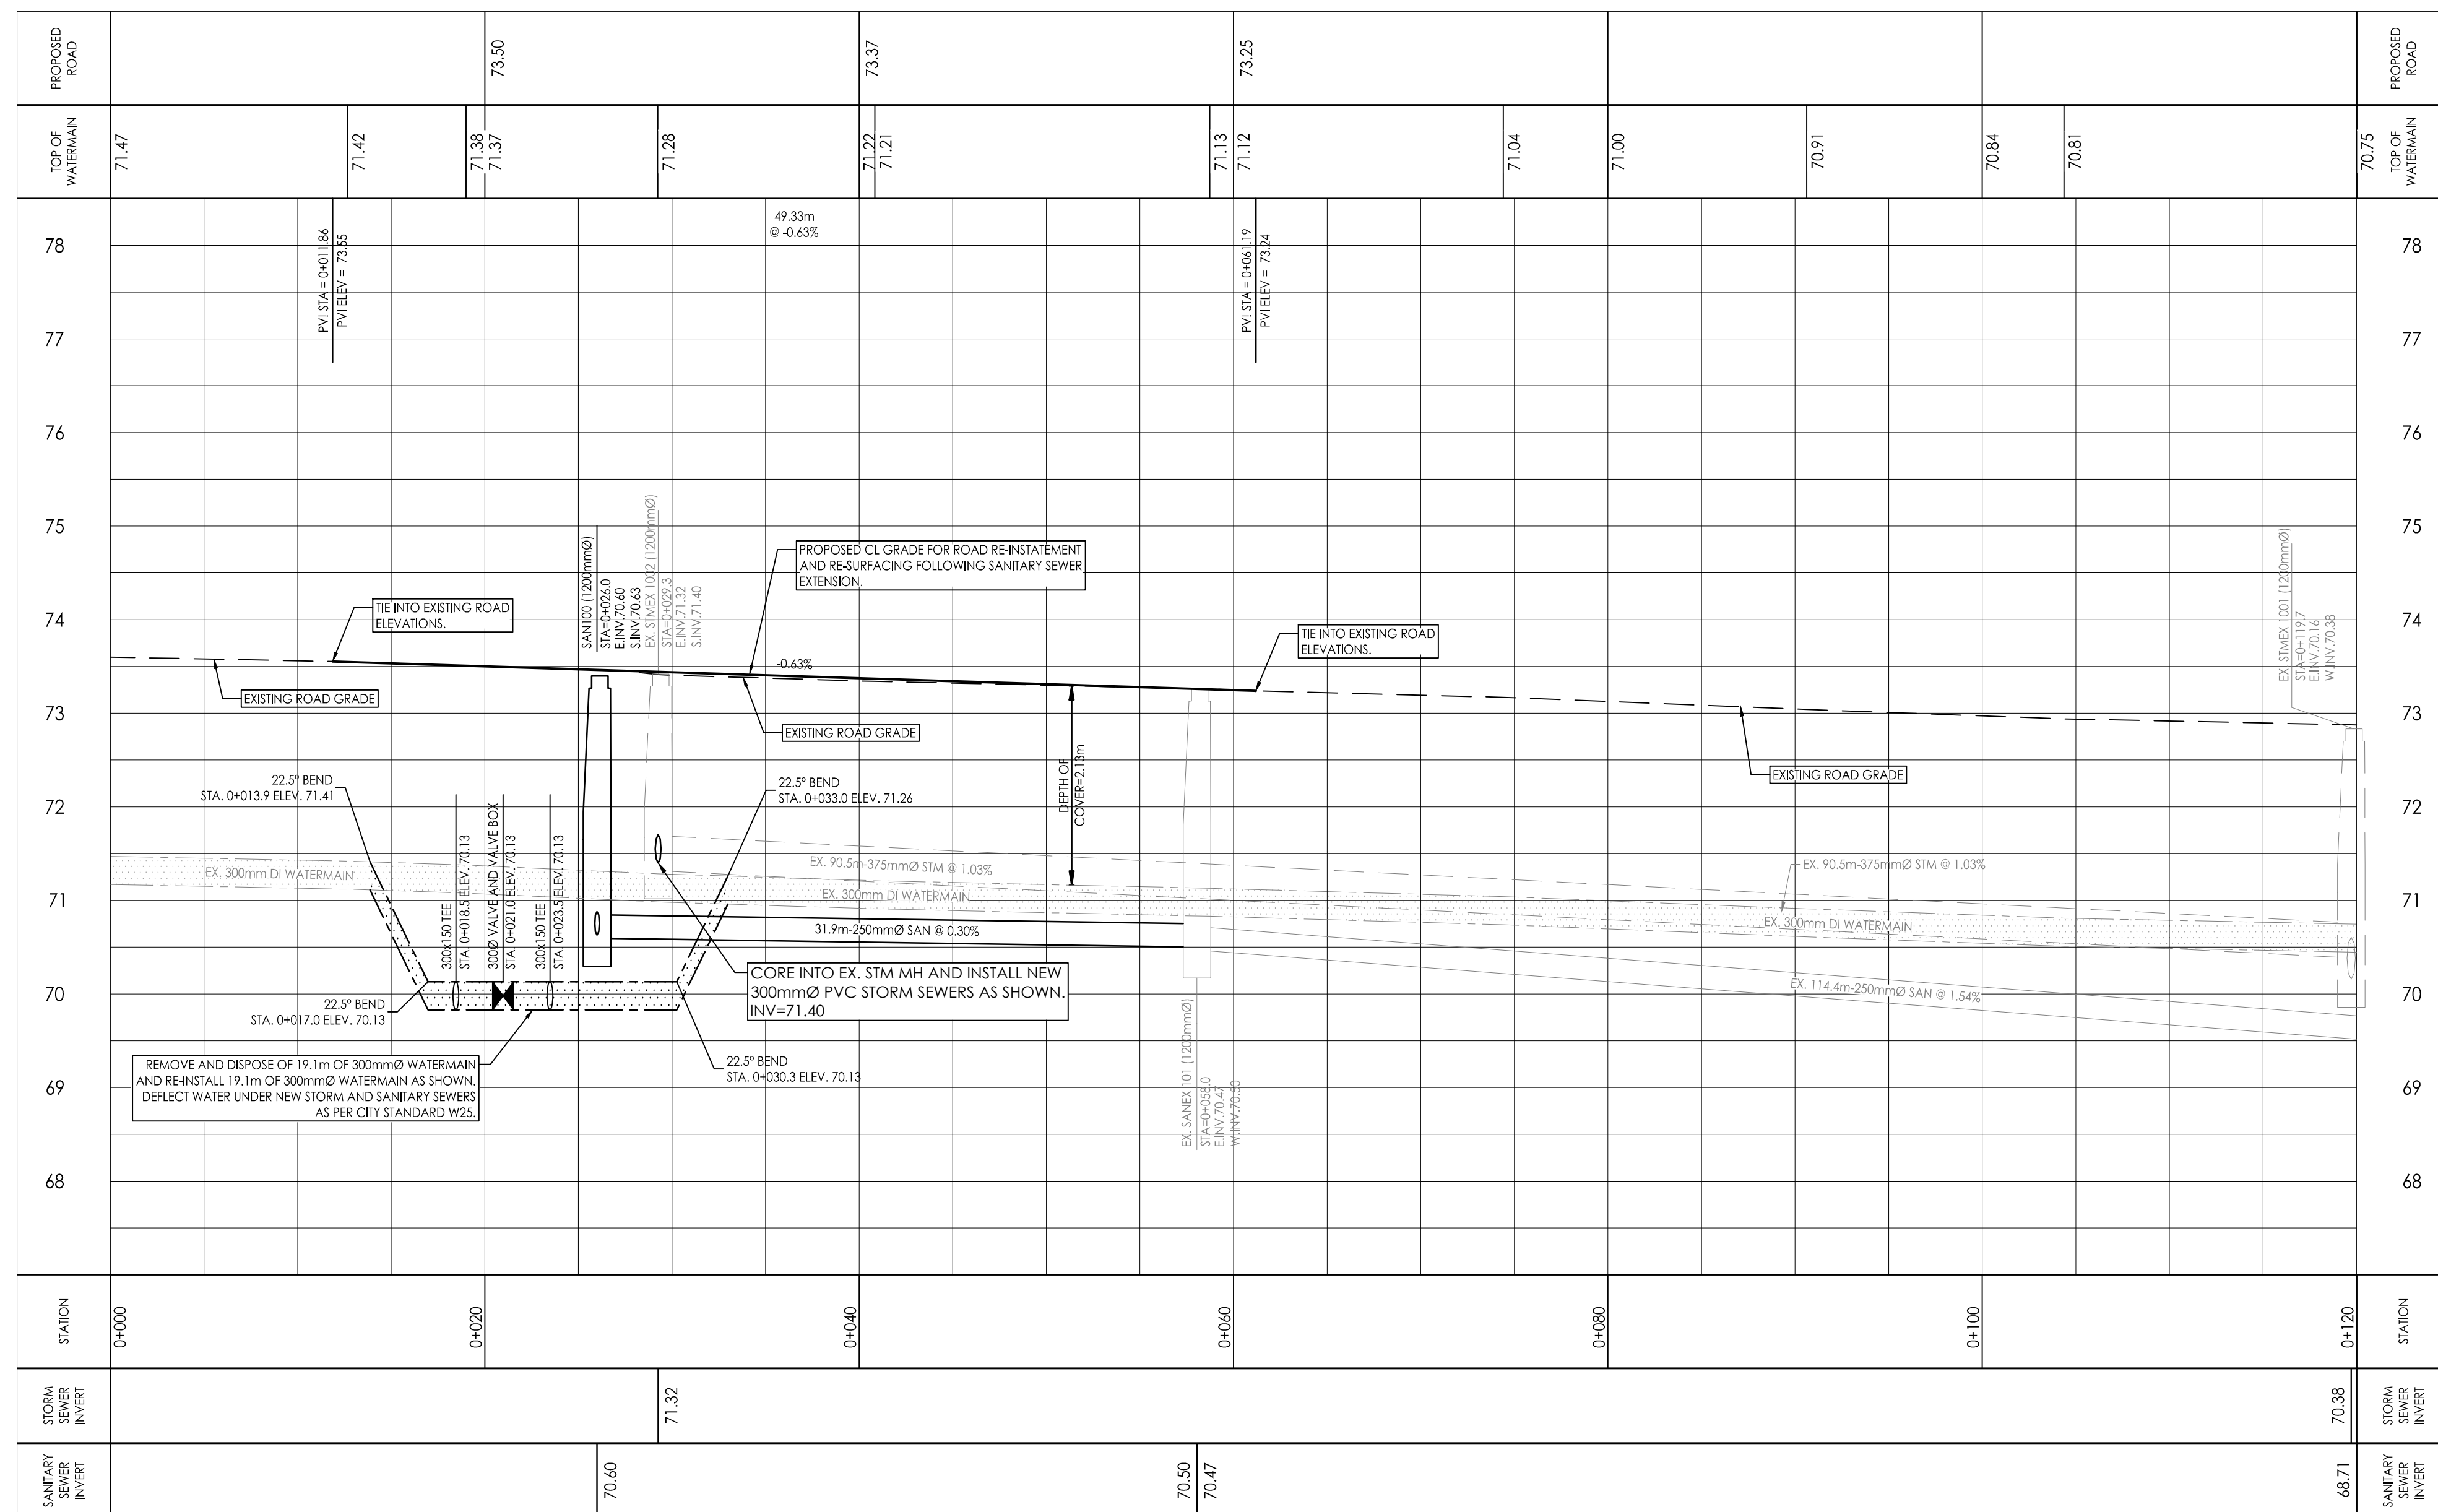 PROPOSED
ROAD
73.50
73.37
73.25
PROPOSED
ROAD
TOP OF
WATERMAIN
71.47
71.42
71.38
71.37
71.28
71.22
71.21
71.13
71.12
71.04
71.00
70.91
70.84
70.81
70.75
TOP OF
WATERMAIN
49.33m
@ -0.63%
PVI STA = 0+011.86
PVI ELEV = 73.55
PVI STA = 0+061.19
PVI ELEV = 73.24
78
77
76
75
74
73
72
71
70
69
68
78
77
76
75
74
73
72
71
70
69
68
SAN100 (1200mmØ)
STA=0+026.0
E.INV.70.60
S.INV.70.63
EX. STMEX 1002 (1200mmØ)
STA=0+029.3
E.INV.71.32
S.INV.71.40
PROPOSED CL GRADE FOR ROAD RE-INSTATEMENT
AND RE-SURFACING FOLLOWING SANITARY SEWER
EXTENSION.
EX. STMEX 1001 (1200mmØ)
STA=0+119.7
E.INV.70.16
W.INV.70.38
TIE INTO EXISTING ROAD
ELEVATIONS.
TIE INTO EXISTING ROAD
ELEVATIONS.
-0.63%
EXISTING ROAD GRADE
EXISTING ROAD GRADE
EXISTING ROAD GRADE
DEPTH OF
COVER=2.13m
22.5° BEND
STA. 0+013.9 ELEV. 71.41
22.5° BEND
STA. 0+033.0 ELEV. 71.26
300x150 TEE
STA. 0+018.5 ELEV. 70.13
300Ø VALVE AND VALVE BOX
STA. 0+021.0 ELEV. 70.13
300x150 TEE
STA. 0+023.5 ELEV. 70.13
EX. 300mm DI WATERMAIN
EX. 90.5m-375mmØ STM @ 1.03%
EX. 300mm DI WATERMAIN
EX. 90.5m-375mmØ STM @ 1.03%
EX. 300mm DI WATERMAIN
31.9m-250mmØ SAN @ 0.30%
CORE INTO EX. STM MH AND INSTALL NEW
300mmØ PVC STORM SEWERS AS SHOWN.
INV=71.40
EX. 114.4m-250mmØ SAN @ 1.54%
22.5° BEND
STA. 0+017.0 ELEV. 70.13
22.5° BEND
STA. 0+030.3 ELEV. 70.13
REMOVE AND DISPOSE OF 19.1m OF 300mmØ WATERMAIN
AND RE-INSTALL 19.1m OF 300mmØ WATERMAIN AS SHOWN.
DEFLECT WATER UNDER NEW STORM AND SANITARY SEWERS
AS PER CITY STANDARD W25.
EX. SANEX 101 (1200mmØ)
STA=0+058.0
E.INV.70.47
W.INV.70.50
STATION
0+000
0+020
0+040
0+060
0+080
0+100
0+120
STATION
STORM
SEWER
INVERT
71.32
70.38
STORM
SEWER
INVERT
SANITARY
SEWER
INVERT
70.60
70.50
70.47
68.71
SANITARY
SEWER
INVERT